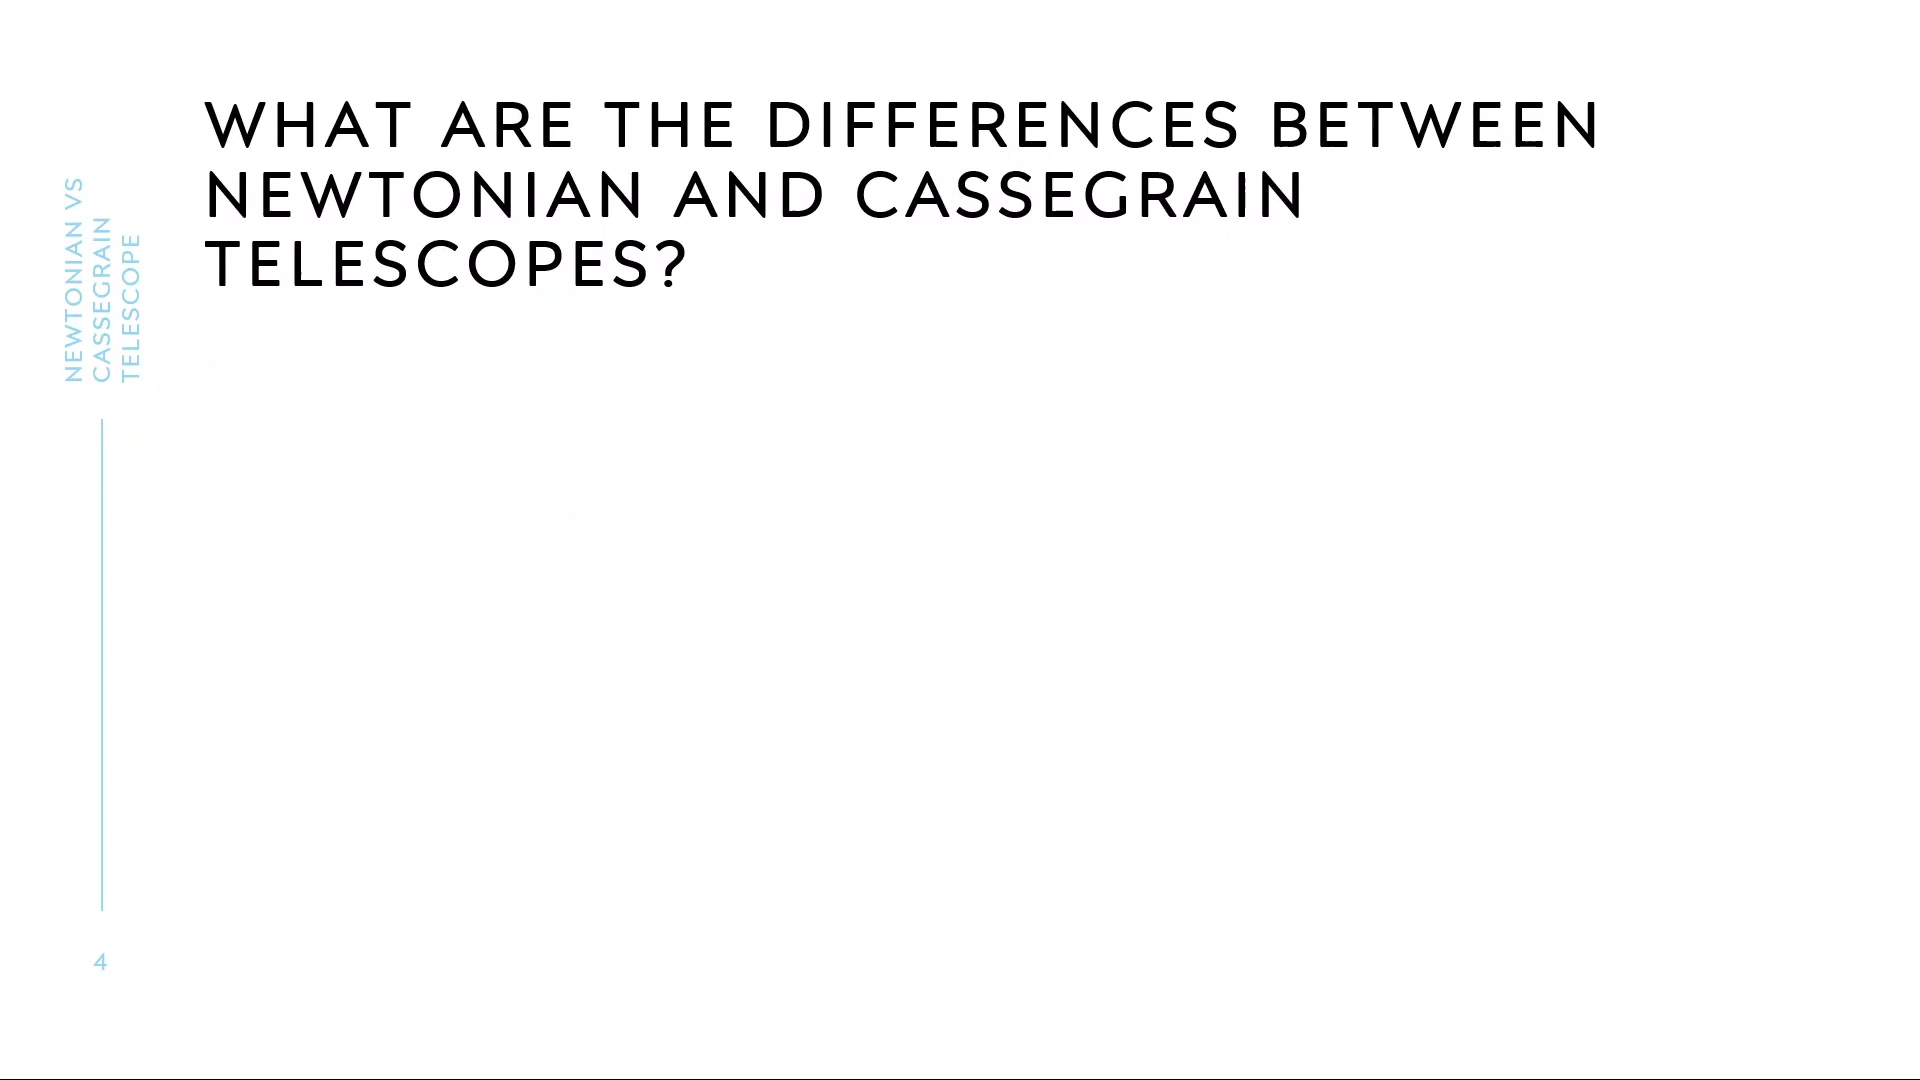 WHAT ARE THE DIFFERENCES BETWEEN
NEWTONIAN AND CASSEGRAIN
TELESCOPES?
NEWTONIAN VS
CASSEGRAIN
TELESCOPE
4